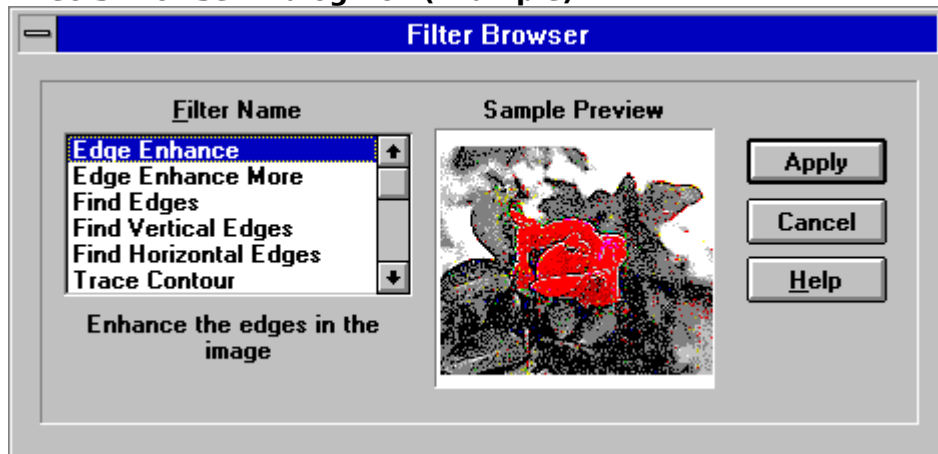 Filter Browser
Filter Name
Edge Enhance
Edge Enhance More
Find Edges
Find Vertical Edges
Find Horizontal Edges
Trace Contour
Enhance the edges in the
image
Sample Preview
Apply
Cancel
Help